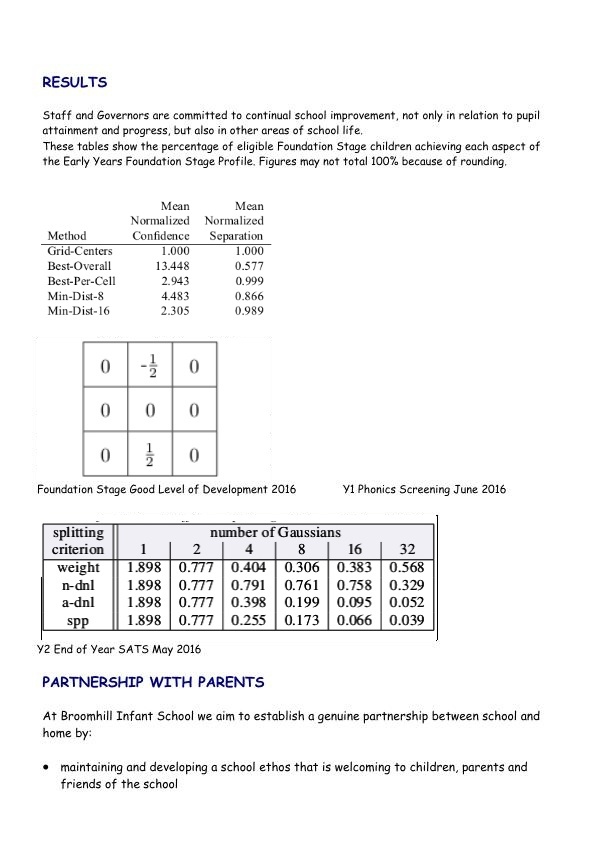 RESULTS
Staff and Governors are committed to continual school improvement, not only in relation to pupil
attainment and progress, but also in other areas of school life.
These tables show the percentage of eligible Foundation Stage children achieving each aspect of
the Early Years Foundation Stage Profile. Figures may not total 100% because of rounding.
Mean Mean
Normalized Normalized
Method Confidence Separation
Grid-Centers 1.000 1.000
Best-Overall 13.448 0.577
Best-Per-Cell 2.943 0.999
Min-Dist-8 4.483 0.866
Min-Dist-16 2.305 0.989
0 -1/2 0
0 0 0
0 1/2 0
Foundation Stage Good Level of Development 2016 Y1 Phonics Screening June 2016
splitting number of Gaussians
criterion 1 2 4 8 16 32
weight 1.898 0.777 0.404 0.306 0.383 0.568
n-dnl 1.898 0.777 0.791 0.761 0.758 0.329
a-dnl 1.898 0.777 0.398 0.199 0.095 0.052
spp 1.898 0.777 0.255 0.173 0.066 0.039
Y2 End of Year SATS May 2016
PARTNERSHIP WITH PARENTS
At Broomhill Infant School we aim to establish a genuine partnership between school and
home by:
• maintaining and developing a school ethos that is welcoming to children, parents and
friends of the school